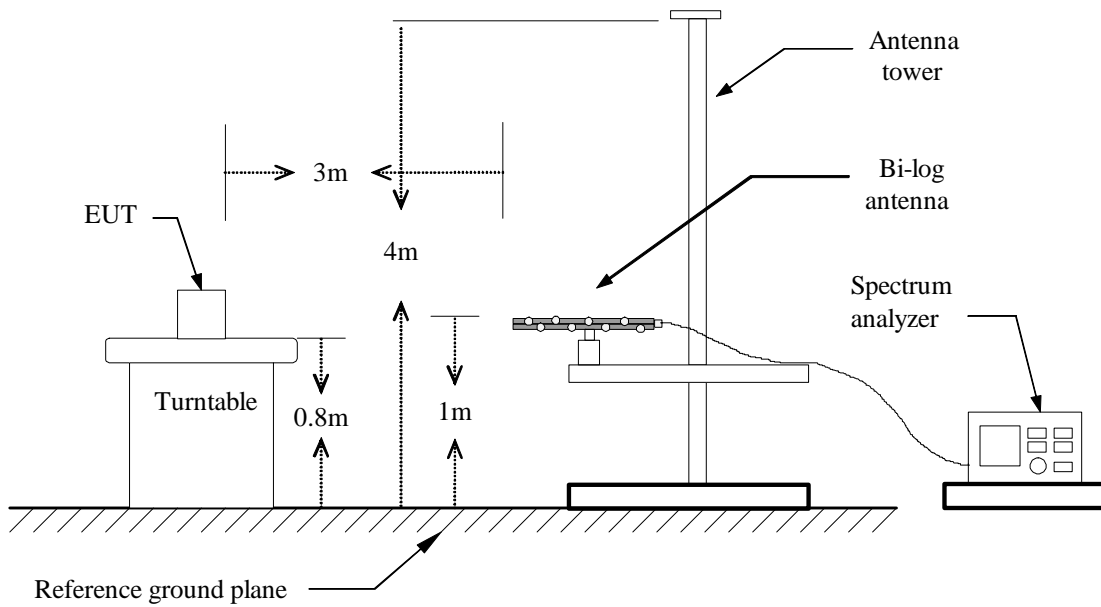 Antenna
tower
3m
Bi-log
antenna
EUT
4m
Spectrum
analyzer
Turntable
0.8m
1m
Reference ground plane